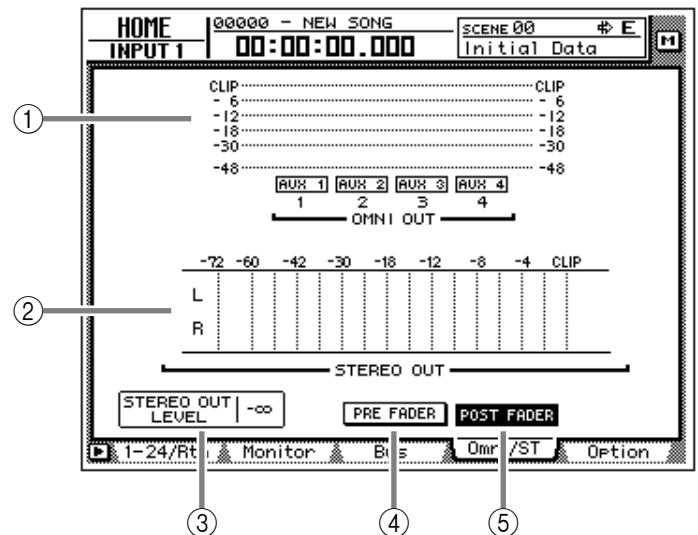 HOME
INPUT 1
00000 - NEW SONG
00:00:00.000
SCENE 00 E
Initial Data
M
CLIP CLIP
- 6 - 6
-12 -12
-18 -18
-30 -30
-48 -48
AUX 1 AUX 2 AUX 3 AUX 4
1 2 3 4
OMNI OUT
-72 -60 -42 -30 -18 -12 -8 -4 CLIP
L
R
STEREO OUT
STEREO OUT LEVEL -∞
PRE FADER POST FADER
1-24/Rtn Monitor Bus Omni/ST Option
①
②
③ ④ ⑤